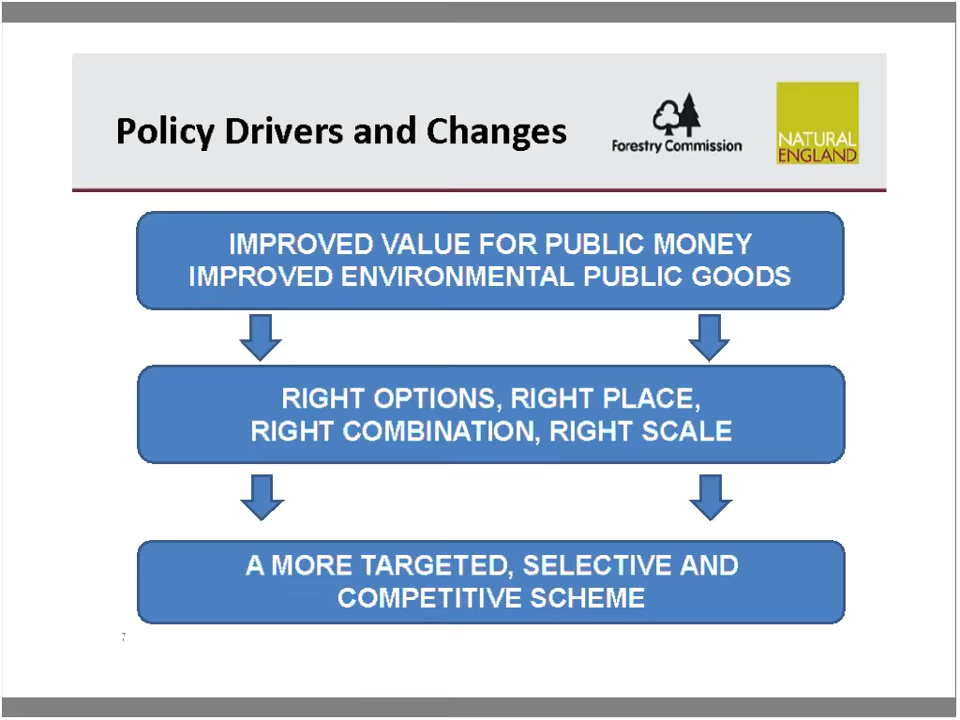 Policy Drivers and Changes
Forestry Commission
NATURAL
ENGLAND
IMPROVED VALUE FOR PUBLIC MONEY
IMPROVED ENVIRONMENTAL PUBLIC GOODS
RIGHT OPTIONS, RIGHT PLACE,
RIGHT COMBINATION, RIGHT SCALE
A MORE TARGETED, SELECTIVE AND
COMPETITIVE SCHEME
7